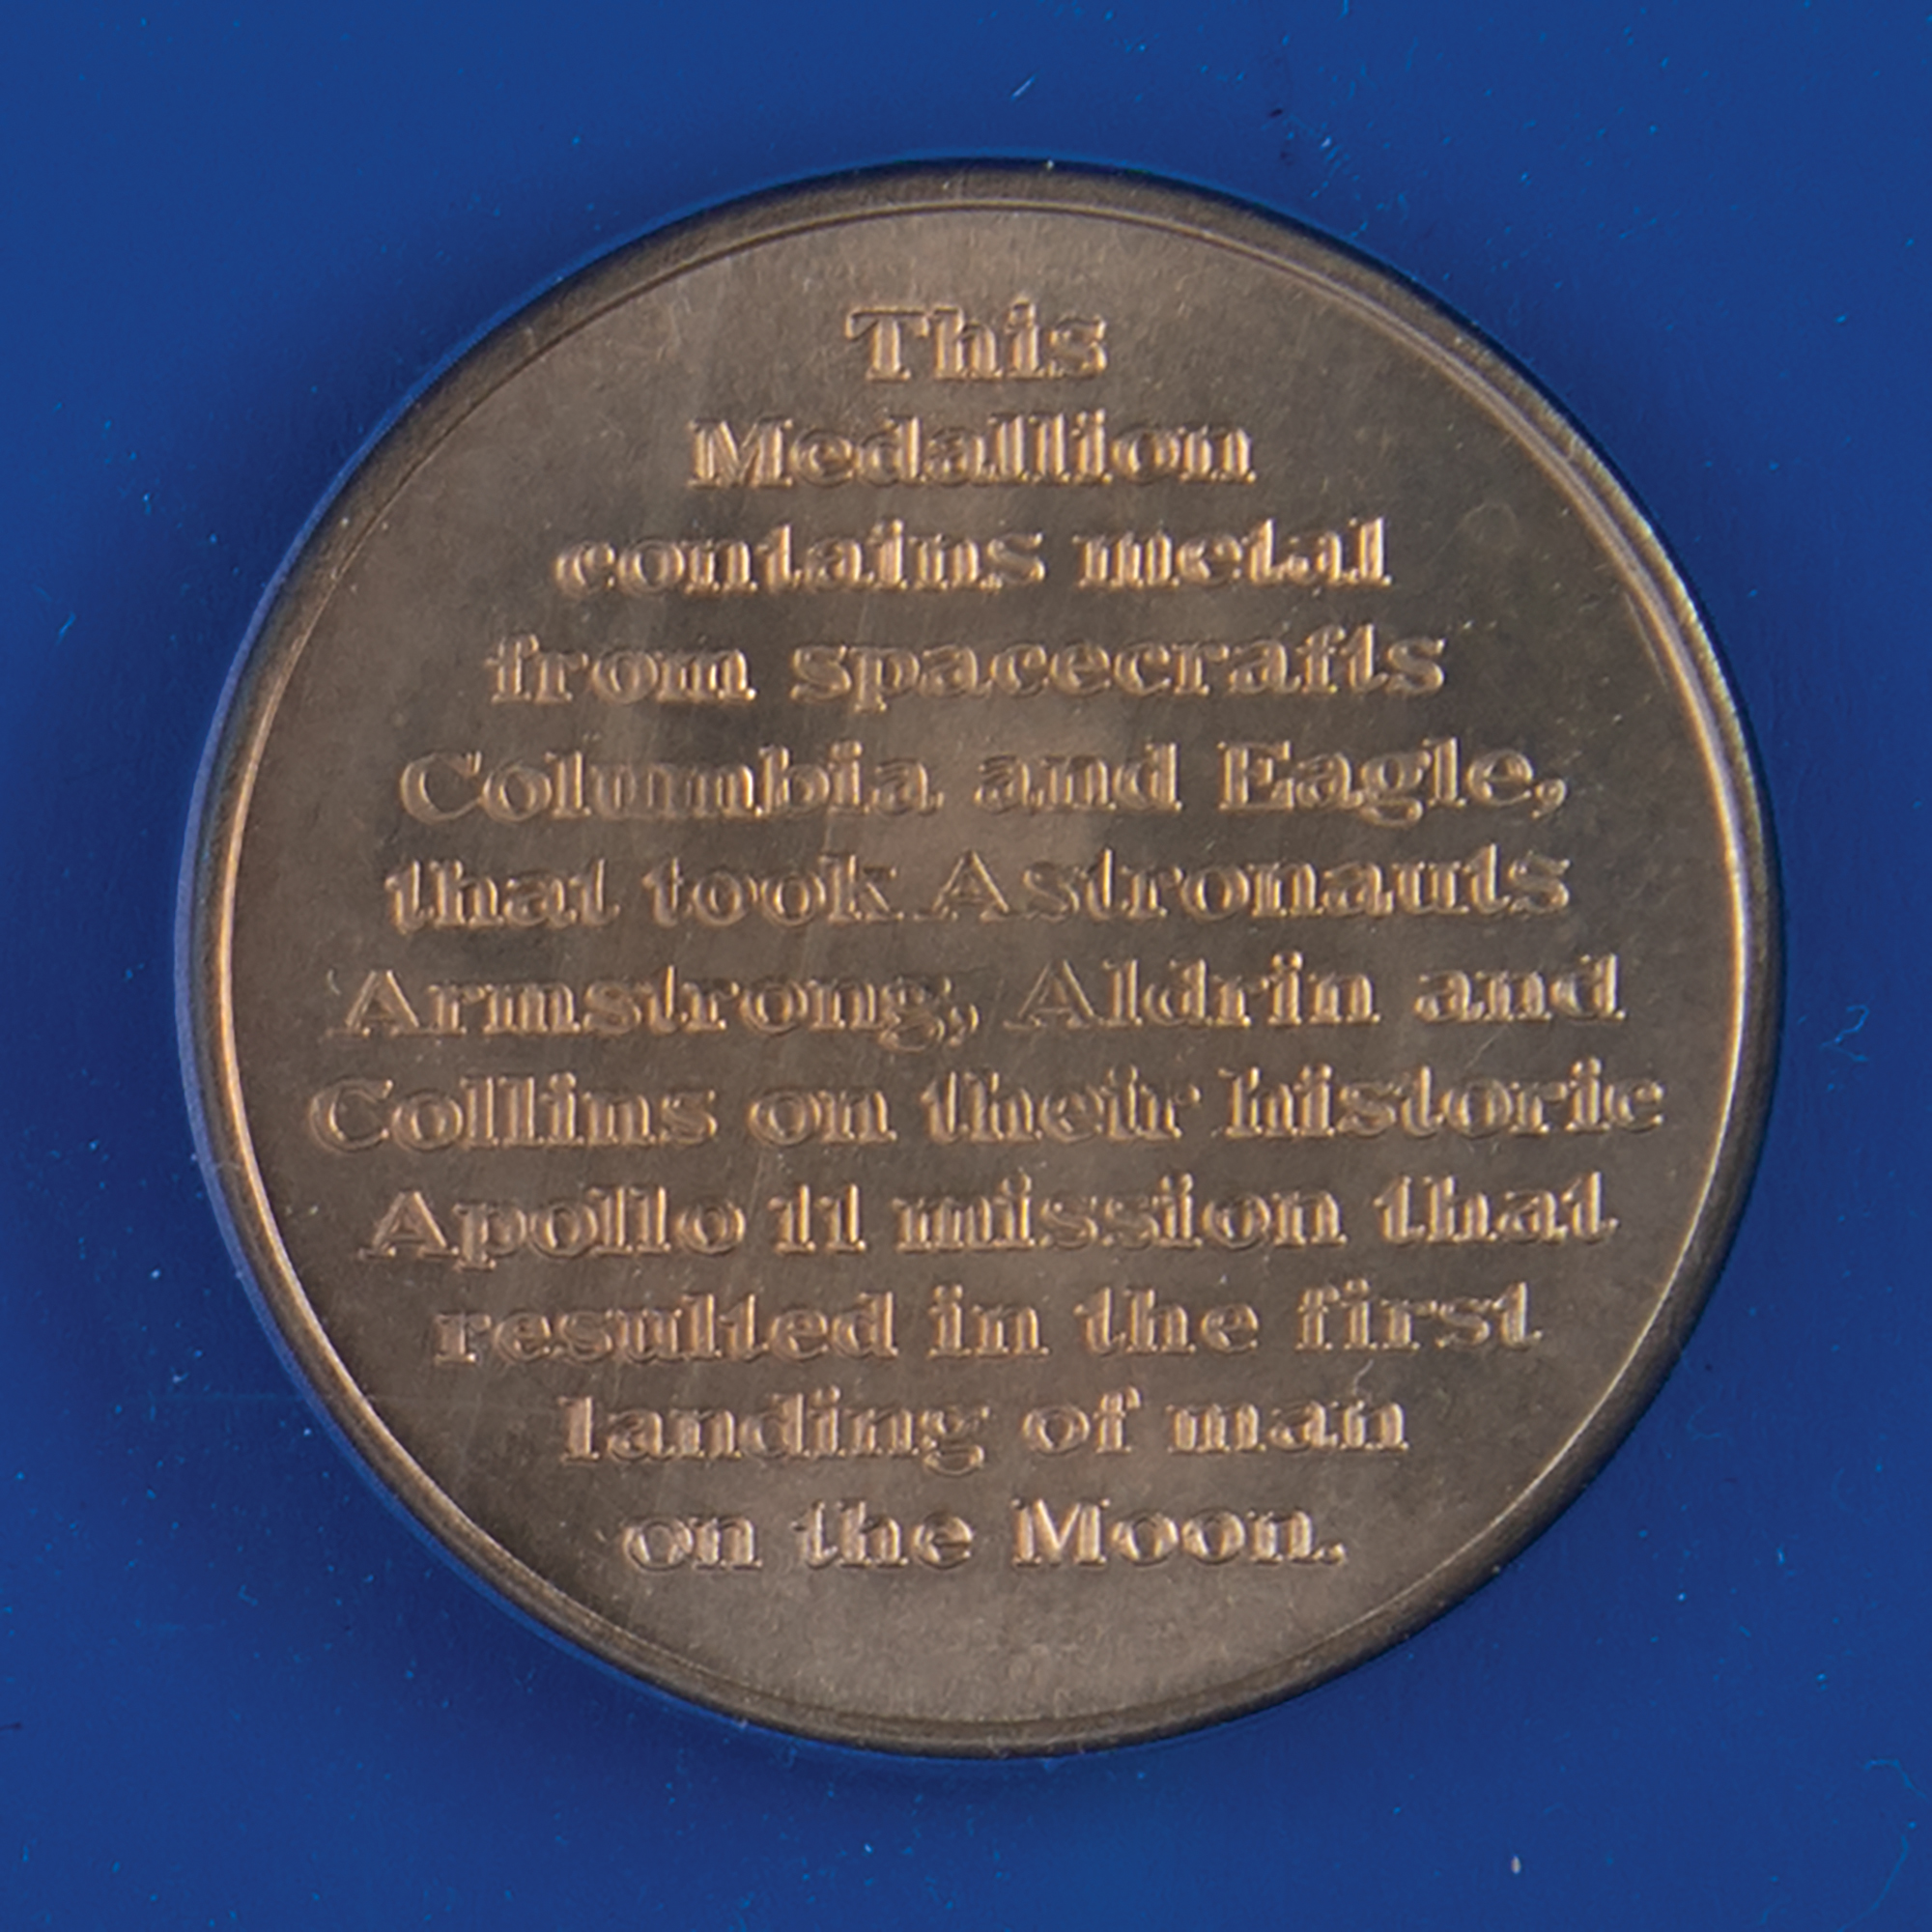 This
Medallion
contains metal
from spacecrafts
Columbia and Eagle,
that took Astronauts
Armstrong, Aldrin and
Collins on their historic
Apollo 11 mission that
resulted in the first
landing of man
on the Moon.